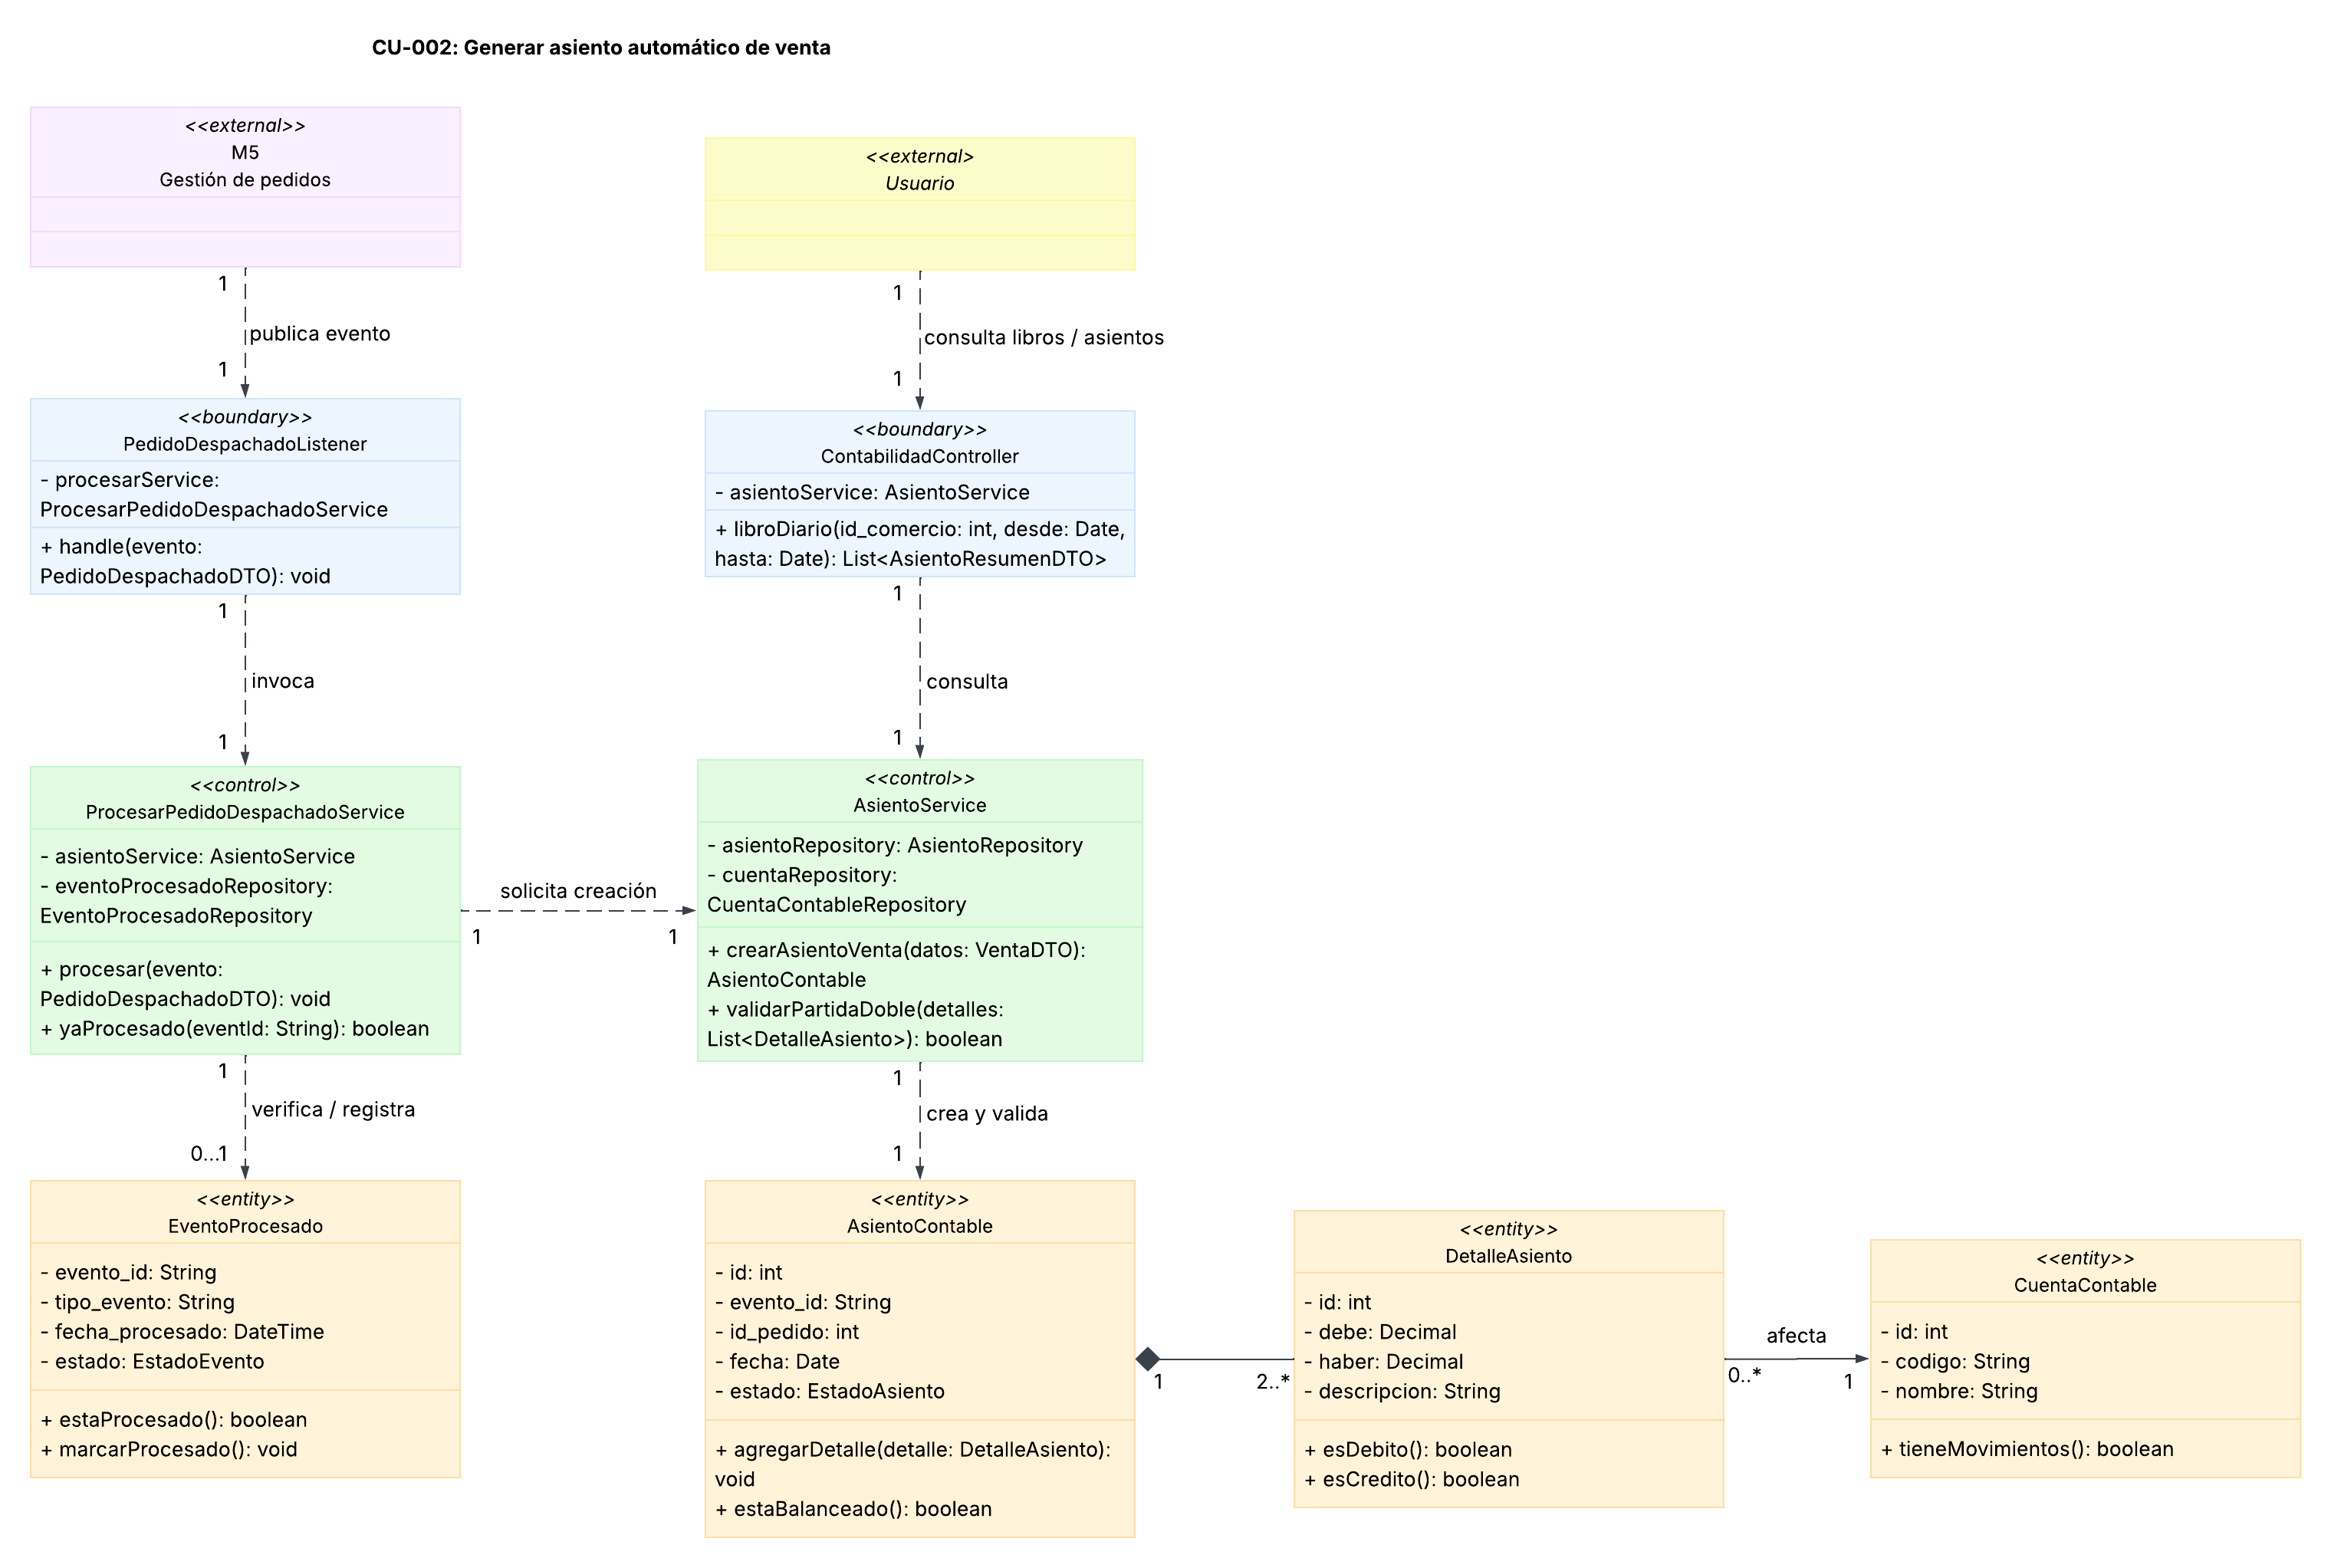 CU-002: Generar asiento automático de venta
<<external>>
M5
Gestión de pedidos
1
publica evento
1
<<boundary>>
PedidoDespachadoListener
- procesarService:
ProcesarPedidoDespachadoService
+ handle(evento:
PedidoDespachadoDTO): void
1
invoca
1
<<control>>
ProcesarPedidoDespachadoService
- asientoService: AsientoService
- eventoProcesadoRepository:
EventoProcesadoRepository
+ procesar(evento:
PedidoDespachadoDTO): void
+ yaProcesado(eventId: String): boolean
1
verifica / registra
0...1
<<entity>>
EventoProcesado
- evento_id: String
- tipo_evento: String
- fecha_procesado: DateTime
- estado: EstadoEvento
+ estaProcesado(): boolean
+ marcarProcesado(): void
solicita creación
1
1
<<external>
Usuario
1
consulta libros / asientos
1
<<boundary>>
ContabilidadController
- asientoService: AsientoService
+ libroDiario(id_comercio: int, desde: Date,
hasta: Date): List<AsientoResumenDTO>
1
consulta
1
<<control>>
AsientoService
- asientoRepository: AsientoRepository
- cuentaRepository:
CuentaContableRepository
+ crearAsientoVenta(datos: VentaDTO):
AsientoContable
+ validarPartidaDoble(detalles:
List<DetalleAsiento>): boolean
1
crea y valida
1
<<entity>>
AsientoContable
- id: int
- evento_id: String
- id_pedido: int
- fecha: Date
- estado: EstadoAsiento
+ agregarDetalle(detalle: DetalleAsiento):
void
+ estaBalanceado(): boolean
1
2..*
<<entity>>
DetalleAsiento
- id: int
- debe: Decimal
- haber: Decimal
- descripcion: String
+ esDebito(): boolean
+ esCredito(): boolean
afecta
0..*
1
<<entity>>
CuentaContable
- id: int
- codigo: String
- nombre: String
+ tieneMovimientos(): boolean